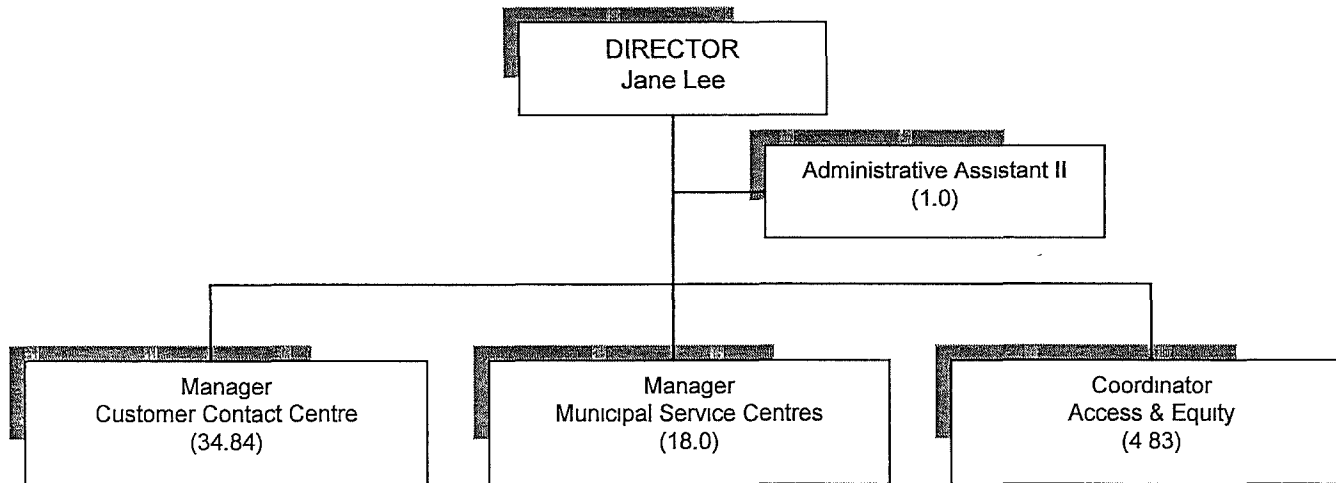 DIRECTOR
Jane Lee
Administrative Assistant II
(1.0)
Manager
Customer Contact Centre
(34.84)
Manager
Municipal Service Centres
(18.0)
Coordinator
Access & Equity
(4 83)